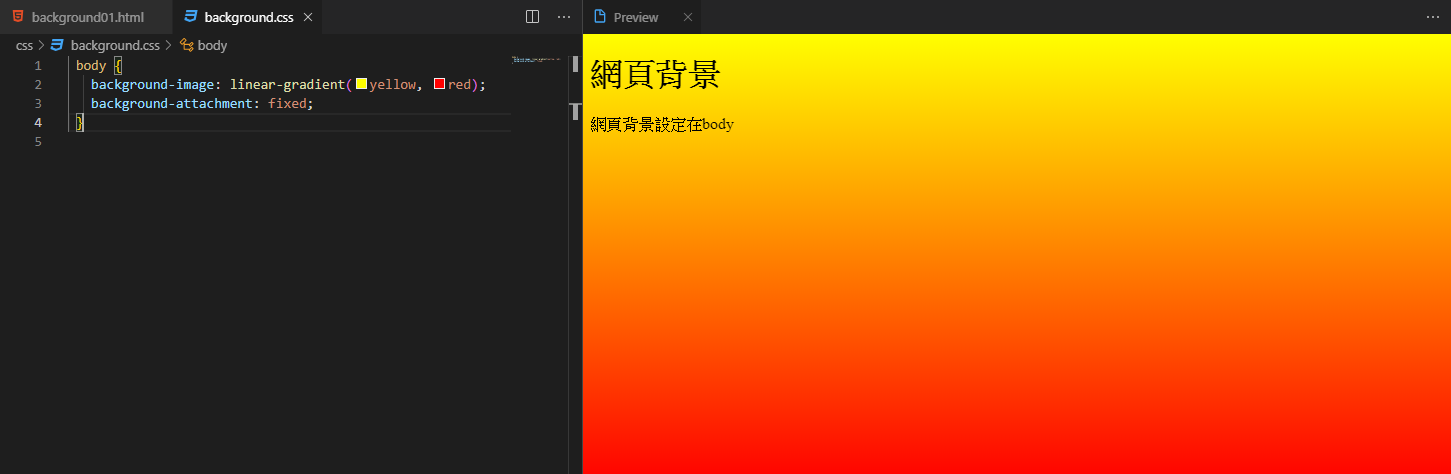 background01.html
background.css
Preview
css > background.css > body
1 body {
2 background-image: linear-gradient(yellow, red);
3 background-attachment: fixed;
4 }
5
網頁背景
網頁背景設定在body